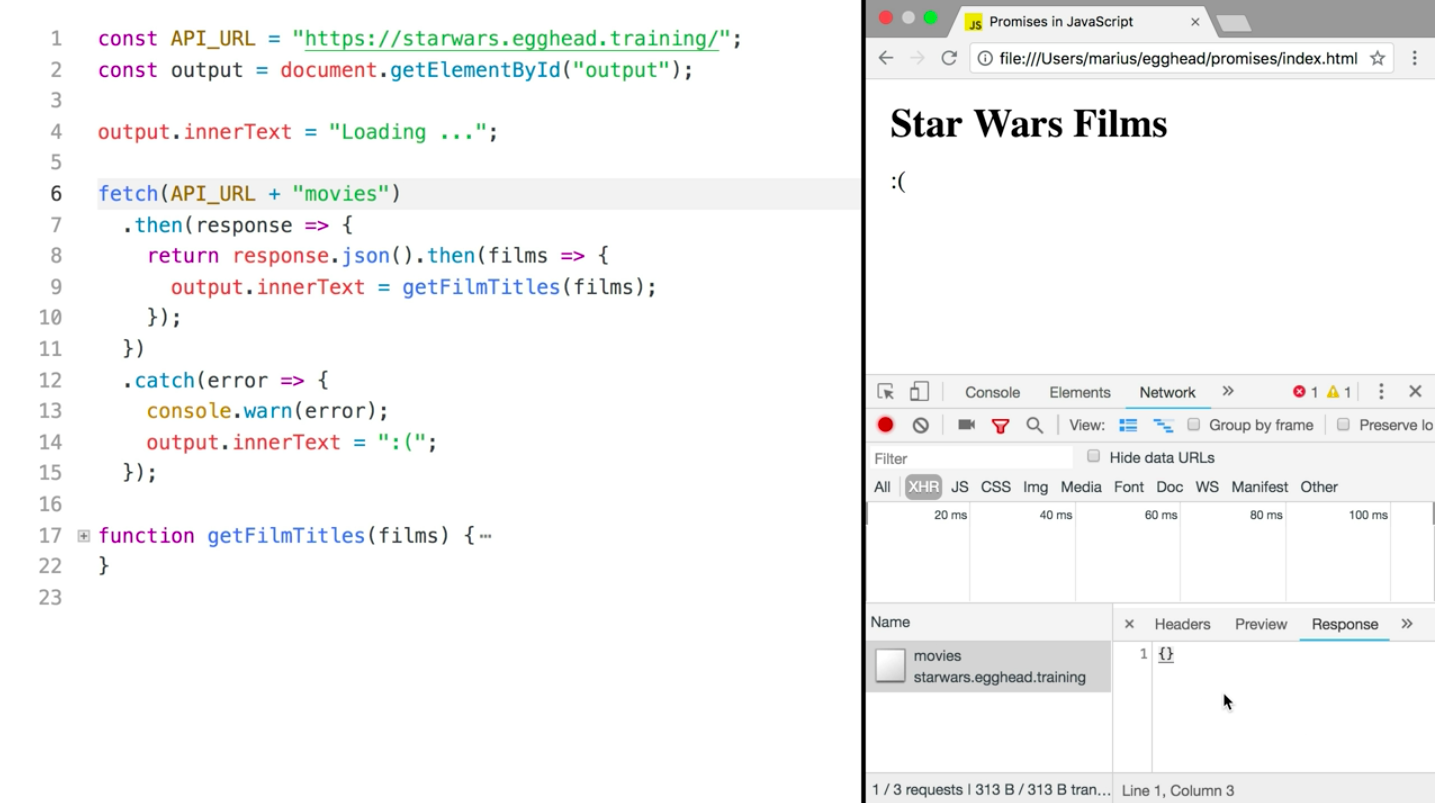 1 const API_URL = "https://starwars.egghead.training/";
2 const output = document.getElementById("output");
3
4 output.innerText = "Loading ...";
5
6 fetch(API_URL + "movies")
7 .then(response => {
8 return response.json().then(films => {
9 output.innerText = getFilmTitles(films);
10 });
11 })
12 .catch(error => {
13 console.warn(error);
14 output.innerText = ":(";
15 });
16
17 function getFilmTitles(films) {⋯
22 }
23
JS Promises in JavaScript
file:///Users/marius/egghead/promises/index.html
Star Wars Films
:(
Console Elements Network » 1 1
View: Group by frame Preserve lo
Filter Hide data URLs
All XHR JS CSS Img Media Font Doc WS Manifest Other
20 ms 40 ms 60 ms 80 ms 100 ms
Name × Headers Preview Response »
movies
starwars.egghead.training
1 {}
1 / 3 requests | 313 B / 313 B tran... Line 1, Column 3